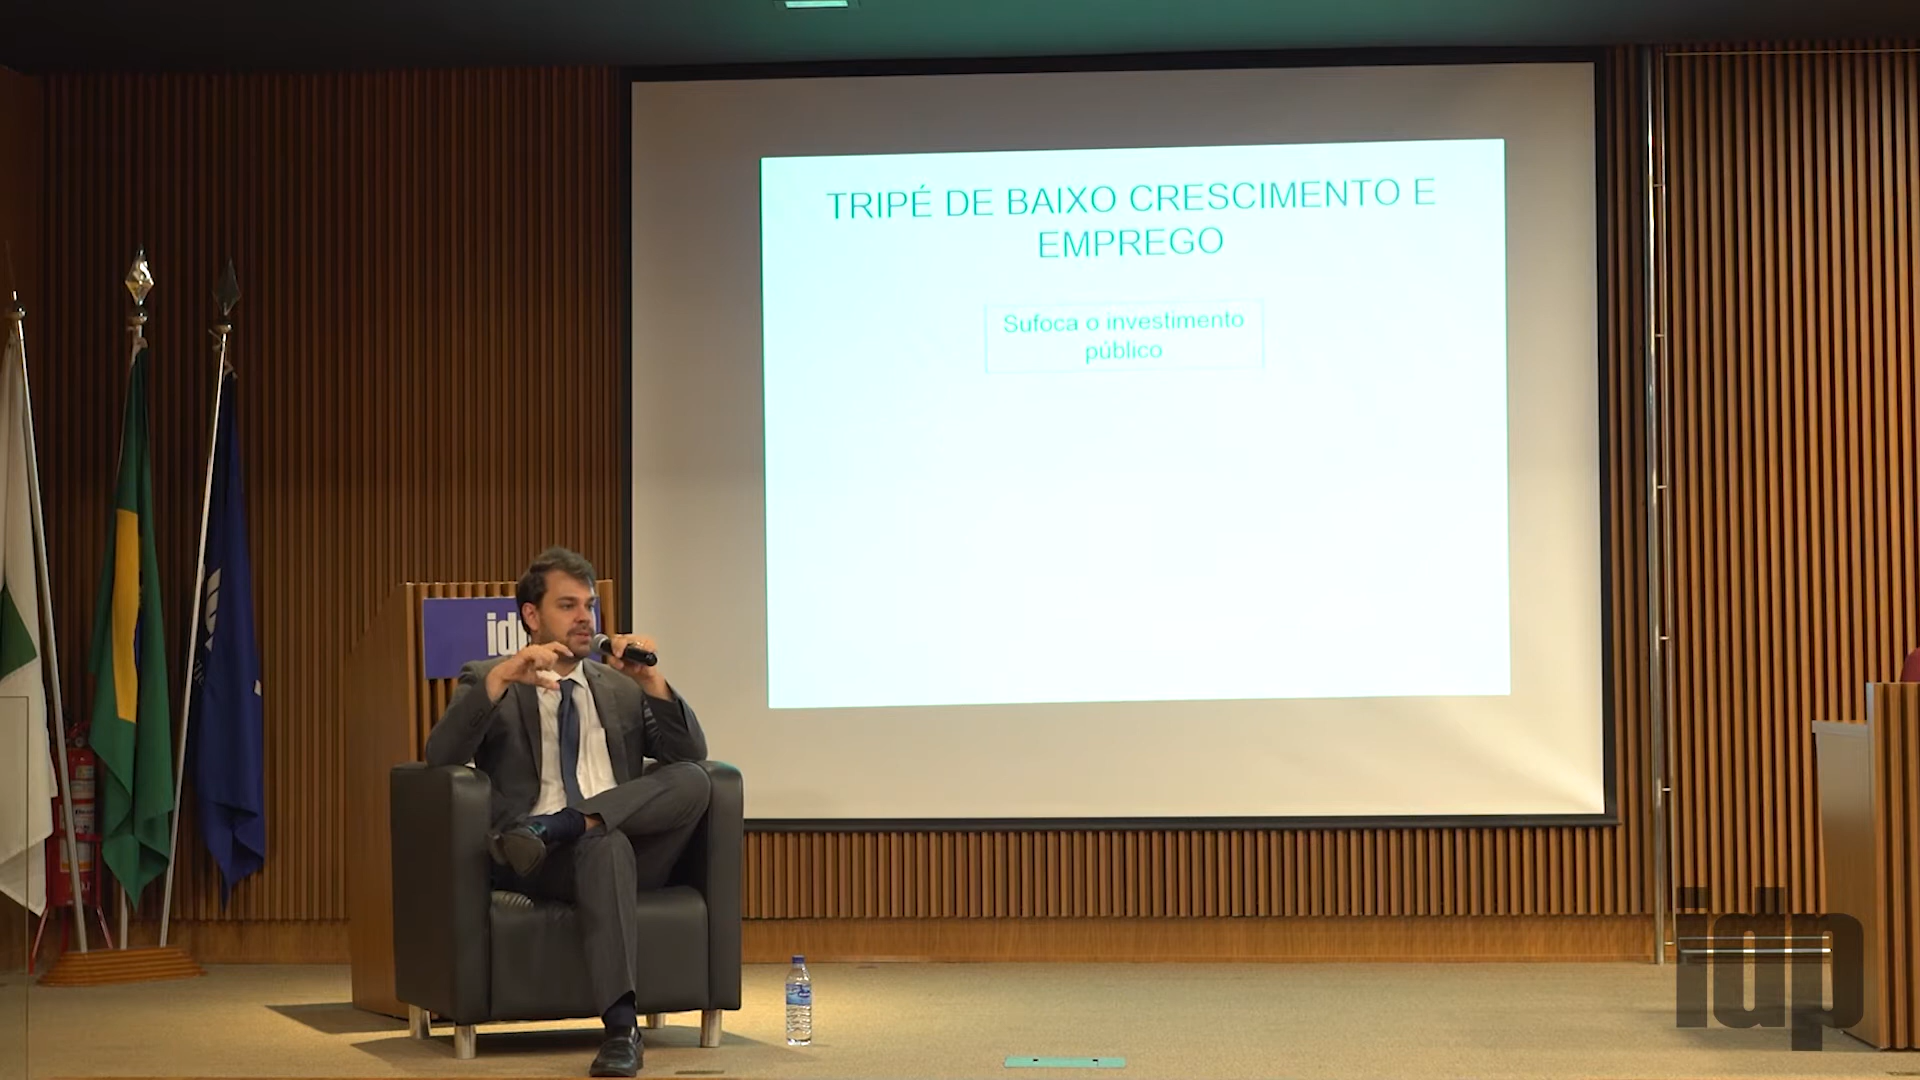 TRIPÉ DE BAIXO CRESCIMENTO E
EMPREGO
Sufoca o investimento
público
idp